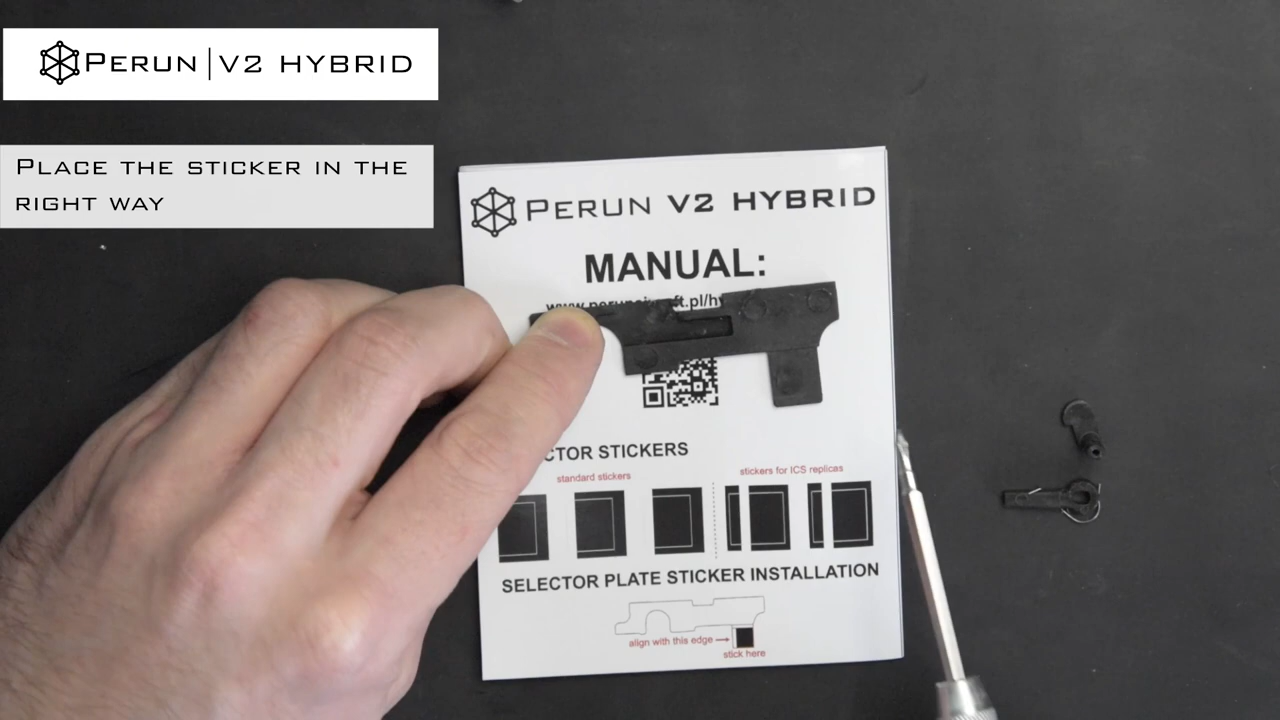 PERUN | V2 HYBRID
PLACE THE STICKER IN THE
RIGHT WAY
PERUN V2 HYBRID
MANUAL:
STICKERS
standard stickers
stickers for ICS replicas
SELECTOR PLATE STICKER INSTALLATION
align with this edge
stick here